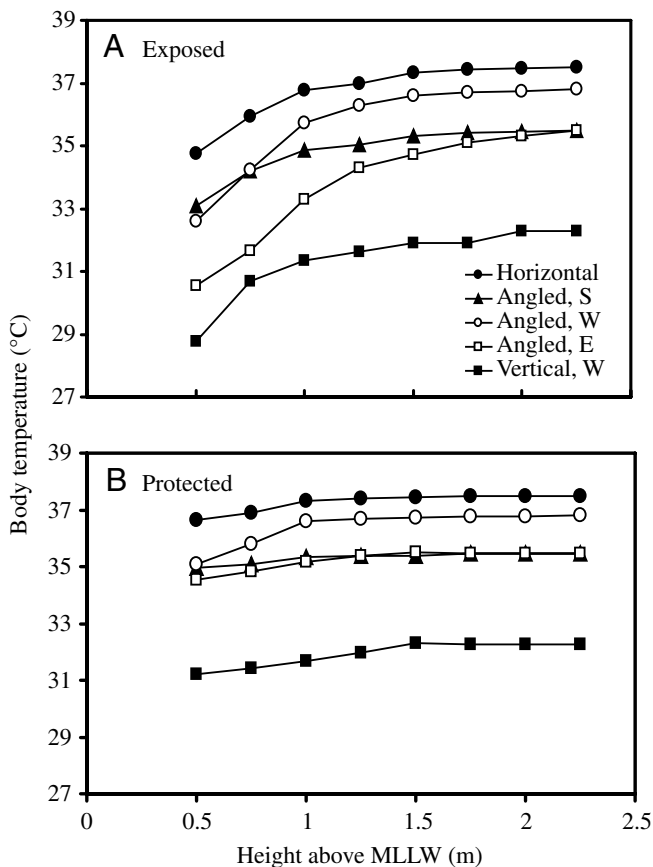 39
A Exposed
37
35
33
31
29
27
Horizontal
Angled, S
Angled, W
Angled, E
Vertical, W
Body temperature (°C)
39
B Protected
37
35
33
31
29
27
0 0.5 1 1.5 2 2.5
Height above MLLW (m)